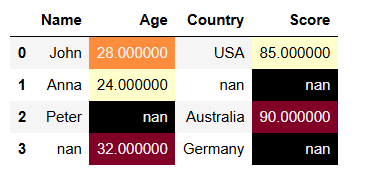 Name Age Country Score
0 John 28.000000 USA 85.000000
1 Anna 24.000000 nan nan
2 Peter nan Australia 90.000000
3 nan 32.000000 Germany nan